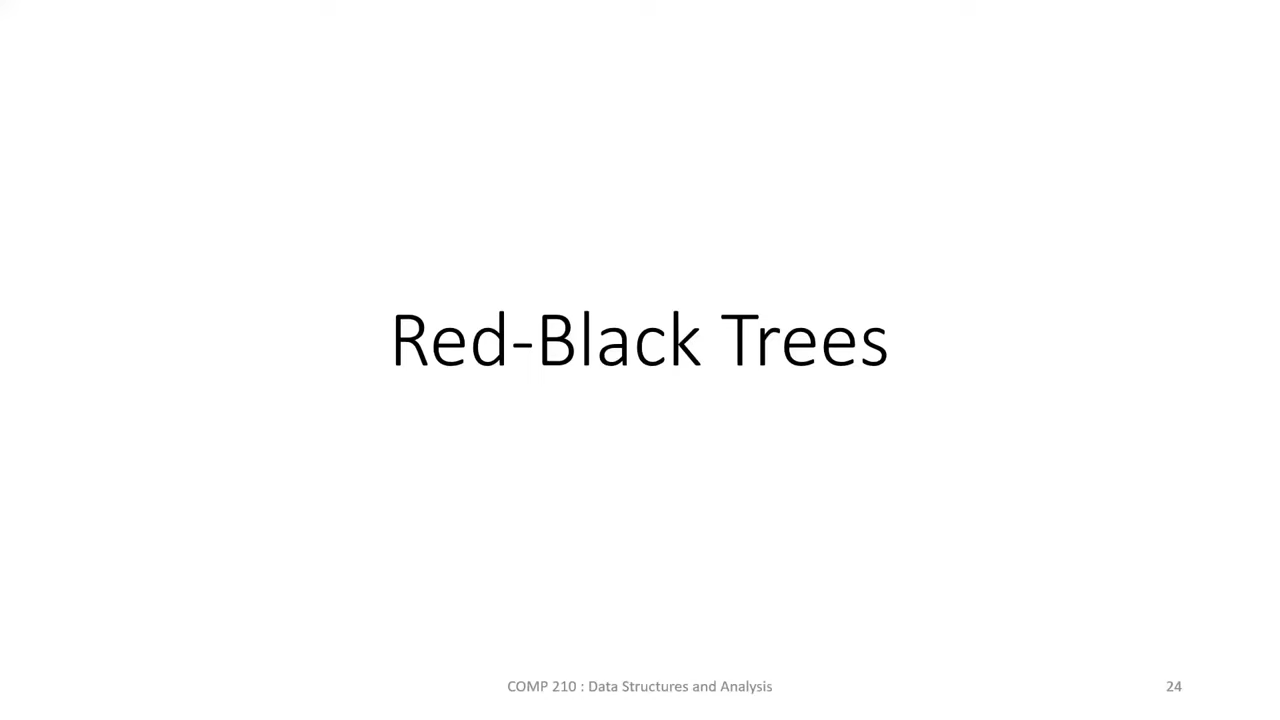 Red-Black Trees
COMP 210 : Data Structures and Analysis
24